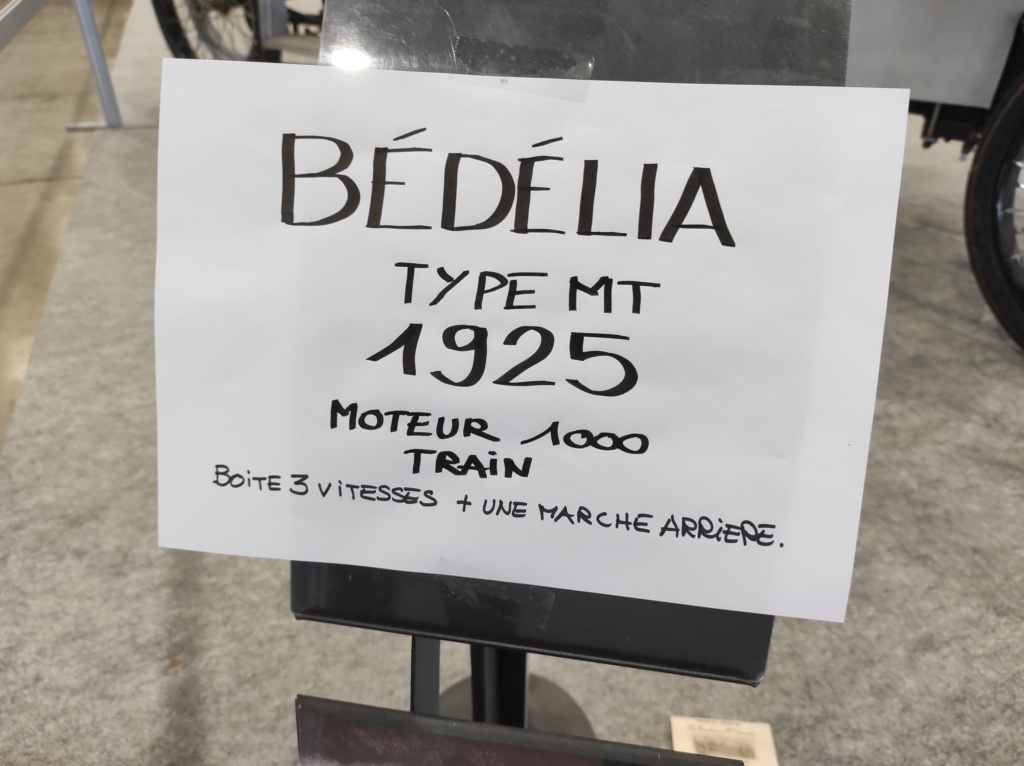 BÉDÉLIA
TYPE MT
1925
MOTEUR 1000
TRAIN
BOITE 3 VITESSES + UNE MARCHE ARRIERE.